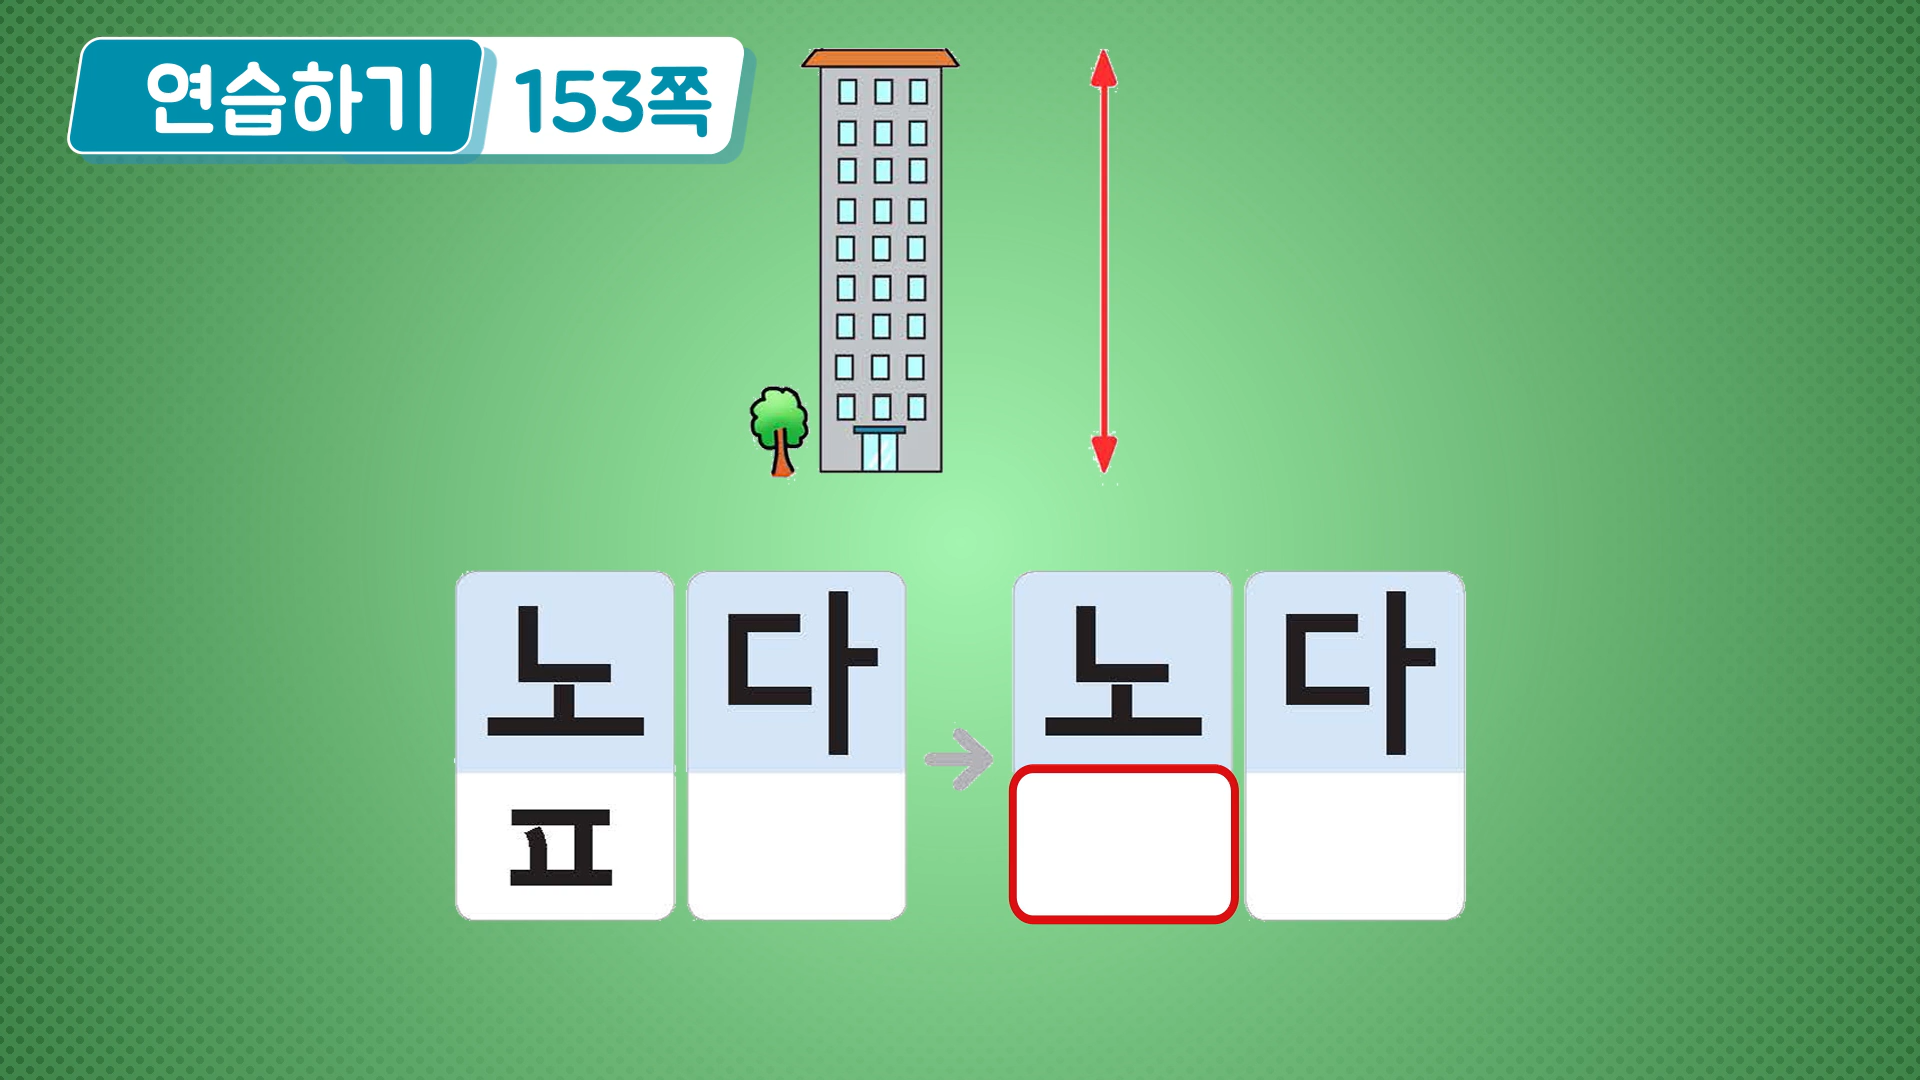 연습하기 153쪽
노 다 → 노 다
ㅍ